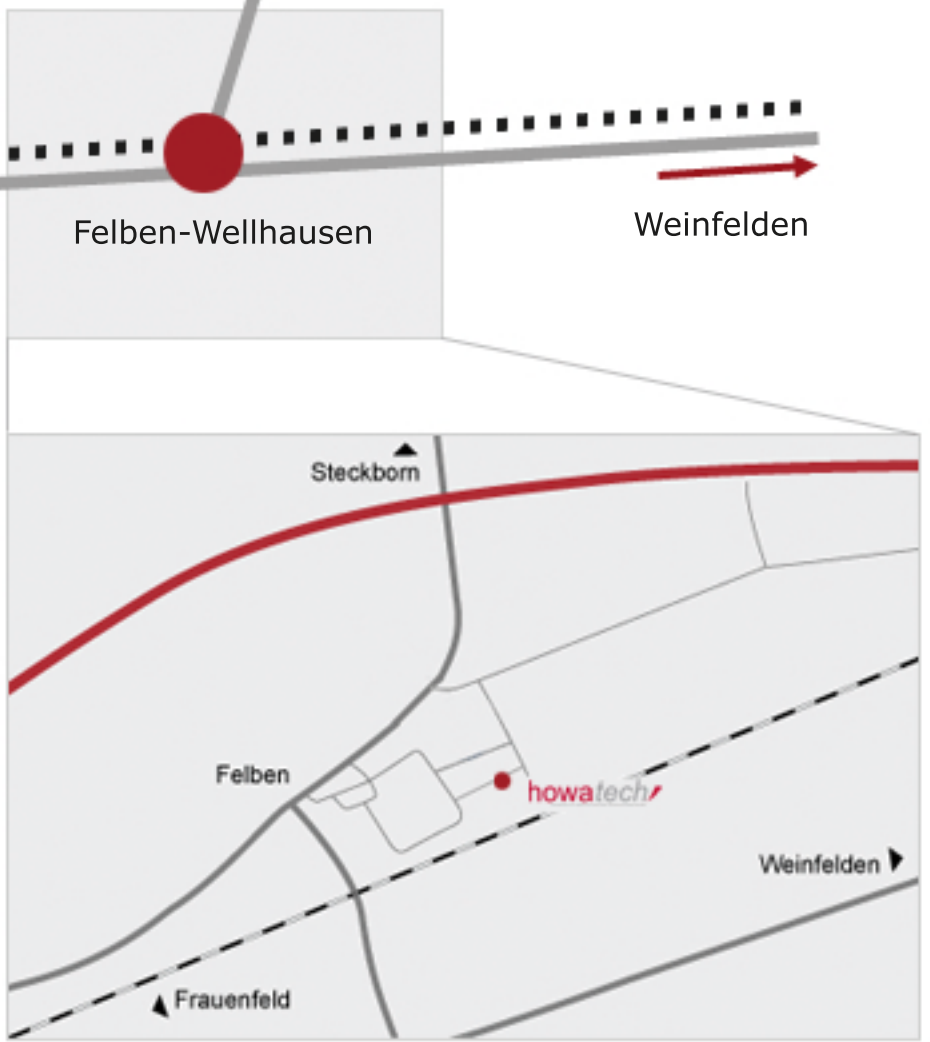 Felben-Wellhausen
Weinfelden
Steckborn
Felben
howatech
Weinfelden
Frauenfeld